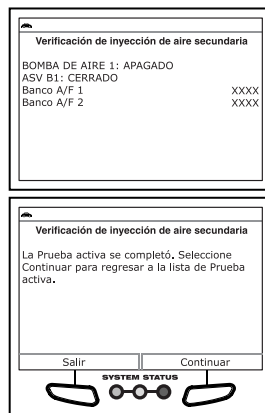 Verificación de inyección de aire secundaria
BOMBA DE AIRE 1: APAGADO
ASV B1: CERRADO
Banco A/F 1 XXXX
Banco A/F 2 XXXX
Verificación de inyección de aire secundaria
La Prueba activa se completó. Seleccione
Continuar para regresar a la lista de Prueba
activa.
Salir Continuar
SYSTEM STATUS